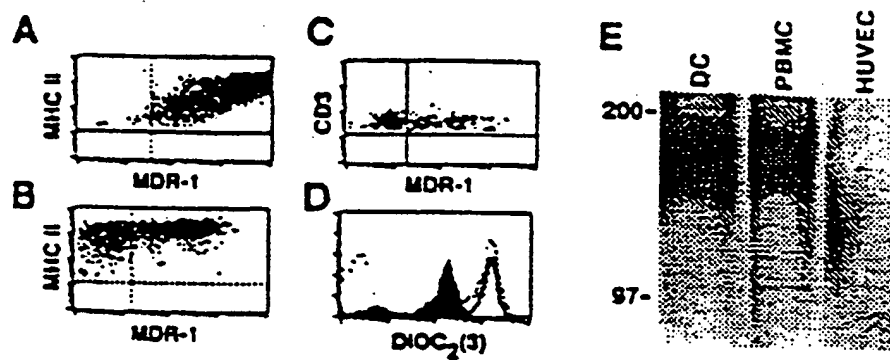 A
MHC II
MDR-1
B
MHC II
MDR-1
C
CD3
MDR-1
D
DIOC2(3)
E
DC
PBMC
HUVEC
200-
97-